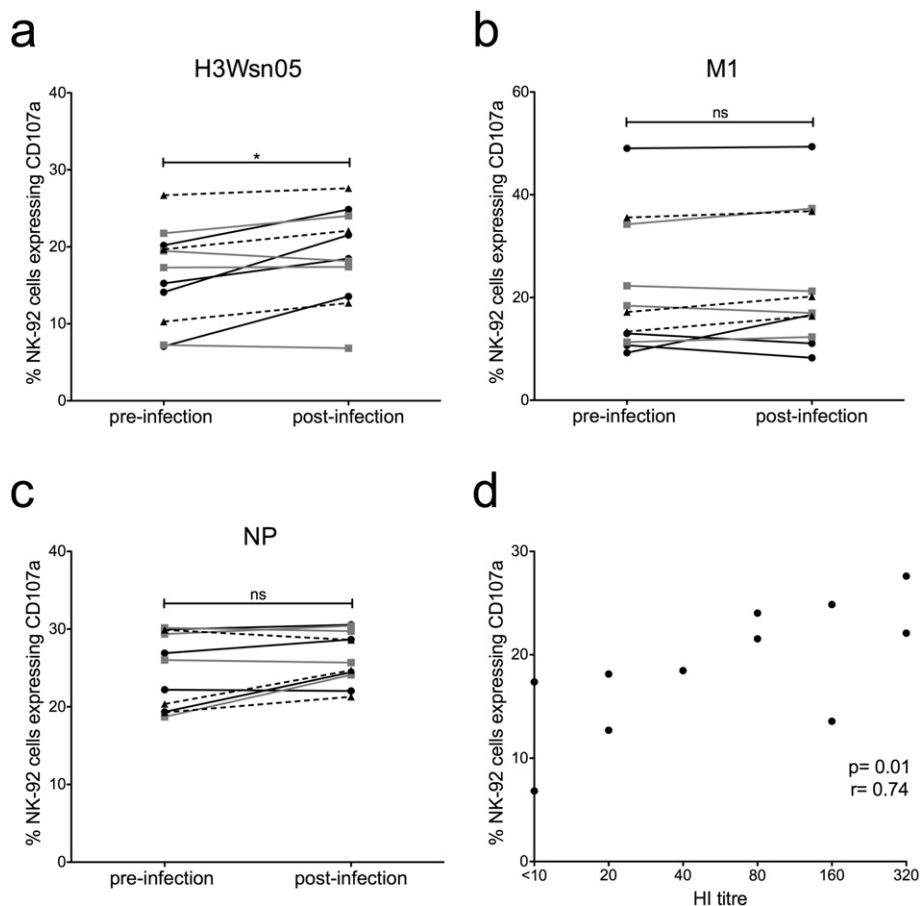 a
H3Wsn05
% NK-92 cells expressing CD107a
40
30
20
10
0
*
pre-infection
post-infection
b
M1
% NK-92 cells expressing CD107a
60
40
20
0
ns
pre-infection
post-infection
c
NP
% NK-92 cells expressing CD107a
40
30
20
10
0
ns
pre-infection
post-infection
d
% NK-92 cells expressing CD107a
30
20
10
0
p= 0.01
r= 0.74
<10 20 40 80 160 320
HI titre